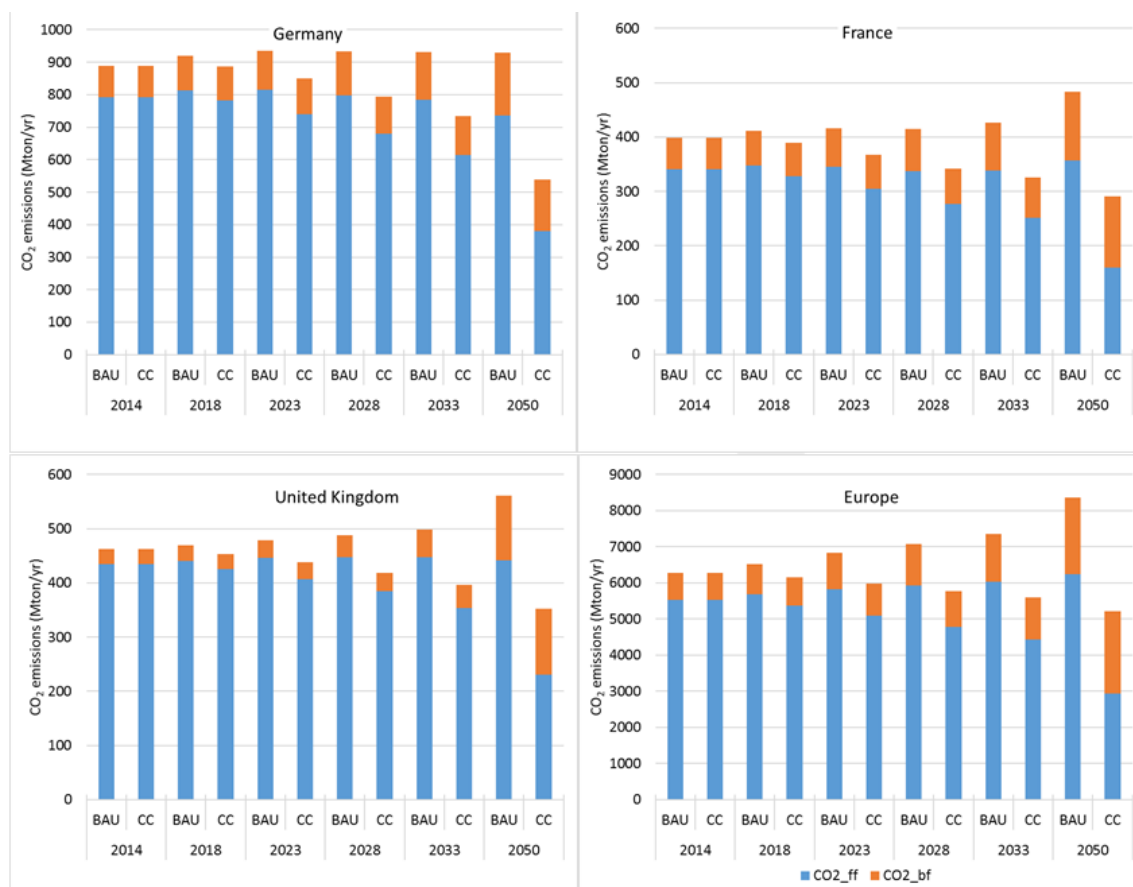 Germany
CO2 emissions (Mton/yr)
1000
900
800
700
600
500
400
300
200
100
0
BAU CC BAU CC BAU CC BAU CC BAU CC BAU CC
2014 2018 2023 2028 2033 2050
France
CO2 emissions (Mton/yr)
600
500
400
300
200
100
0
BAU CC BAU CC BAU CC BAU CC BAU CC BAU CC
2014 2018 2023 2028 2033 2050
United Kingdom
CO2 emissions (Mton/yr)
600
500
400
300
200
100
0
BAU CC BAU CC BAU CC BAU CC BAU CC BAU CC
2014 2018 2023 2028 2033 2050
Europe
CO2 emissions (Mton/yr)
9000
8000
7000
6000
5000
4000
3000
2000
1000
0
BAU CC BAU CC BAU CC BAU CC BAU CC BAU CC
2014 2018 2023 2028 2033 2050
CO2_ff CO2_bf